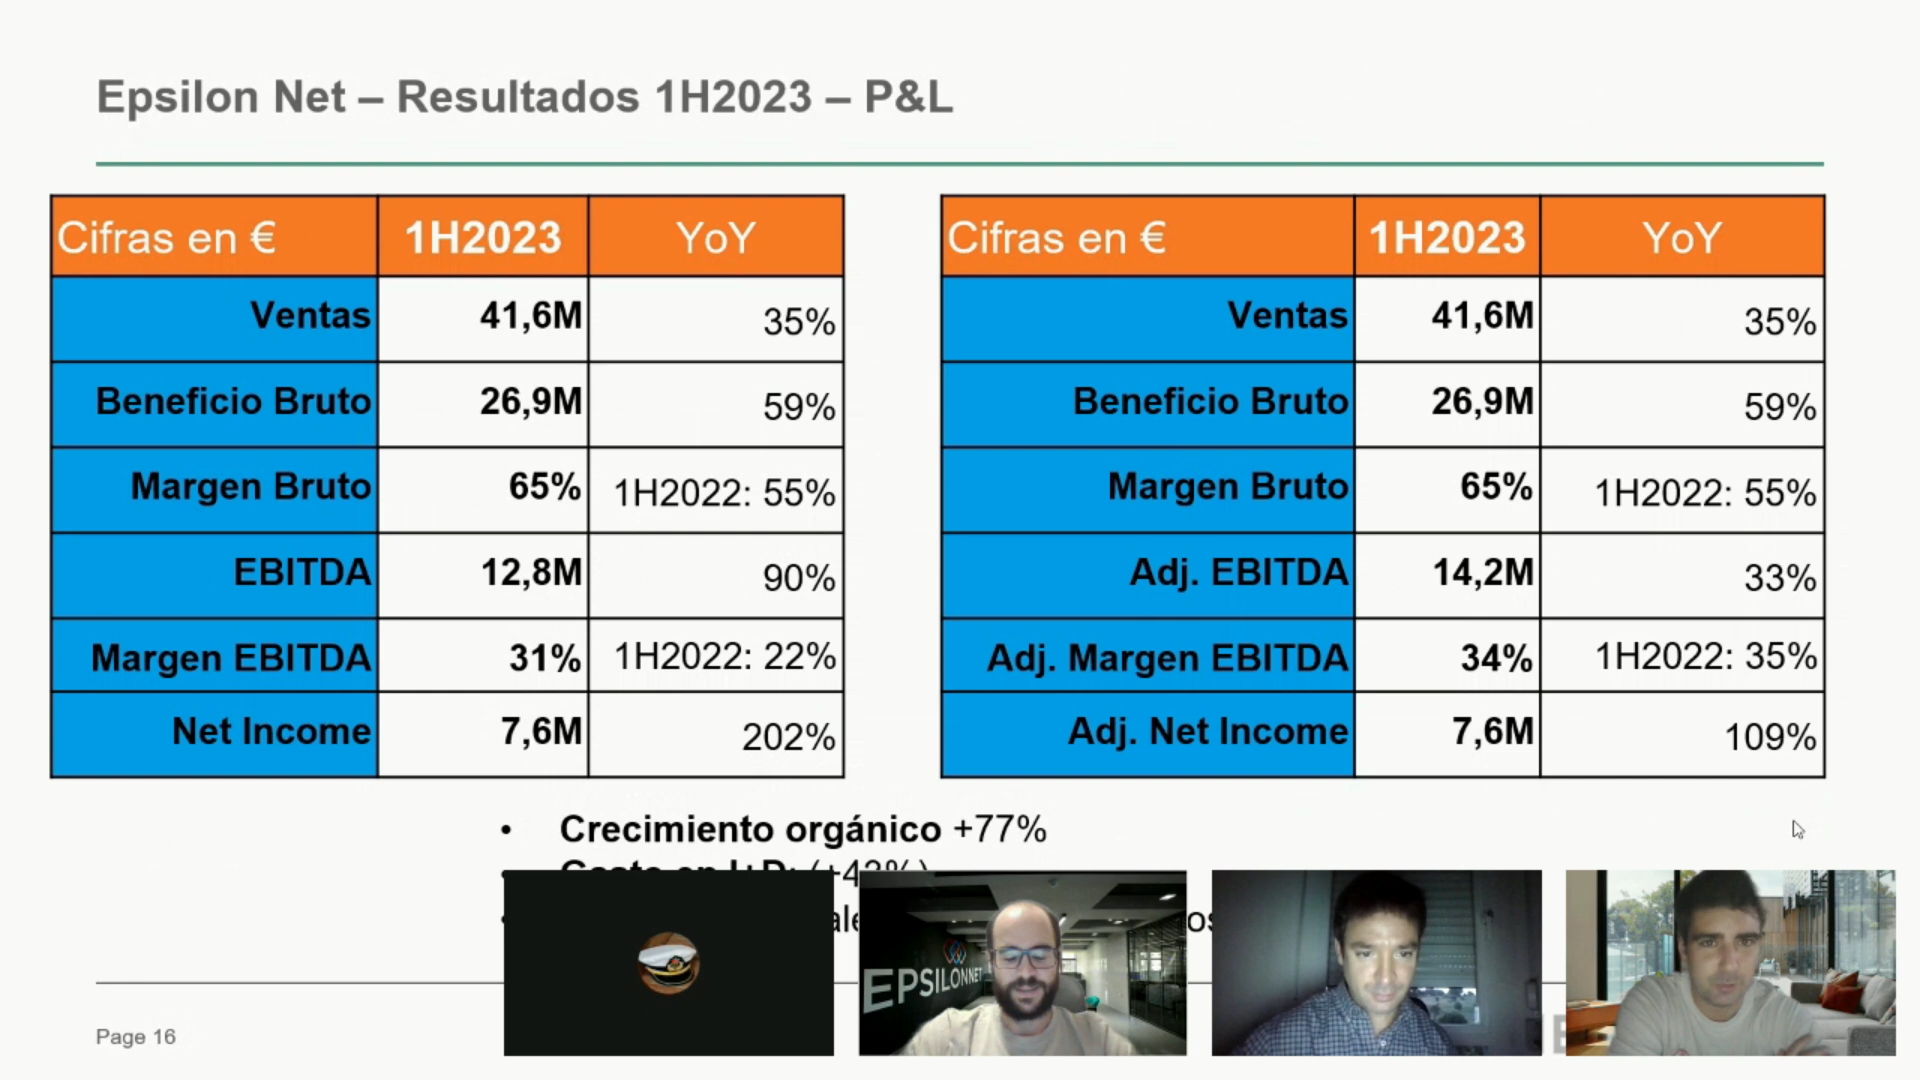 Epsilon Net – Resultados 1H2023 – P&L
Cifras en € 1H2023 YoY
Ventas 41,6M 35%
Beneficio Bruto 26,9M 59%
Margen Bruto 65% 1H2022: 55%
EBITDA 12,8M 90%
Margen EBITDA 31% 1H2022: 22%
Net Income 7,6M 202%
Cifras en € 1H2023 YoY
Ventas 41,6M 35%
Beneficio Bruto 26,9M 59%
Margen Bruto 65% 1H2022: 55%
Adj. EBITDA 14,2M 33%
Adj. Margen EBITDA 34% 1H2022: 35%
Adj. Net Income 7,6M 109%
• Crecimiento orgánico +77%
EPSILONNET
Page 16